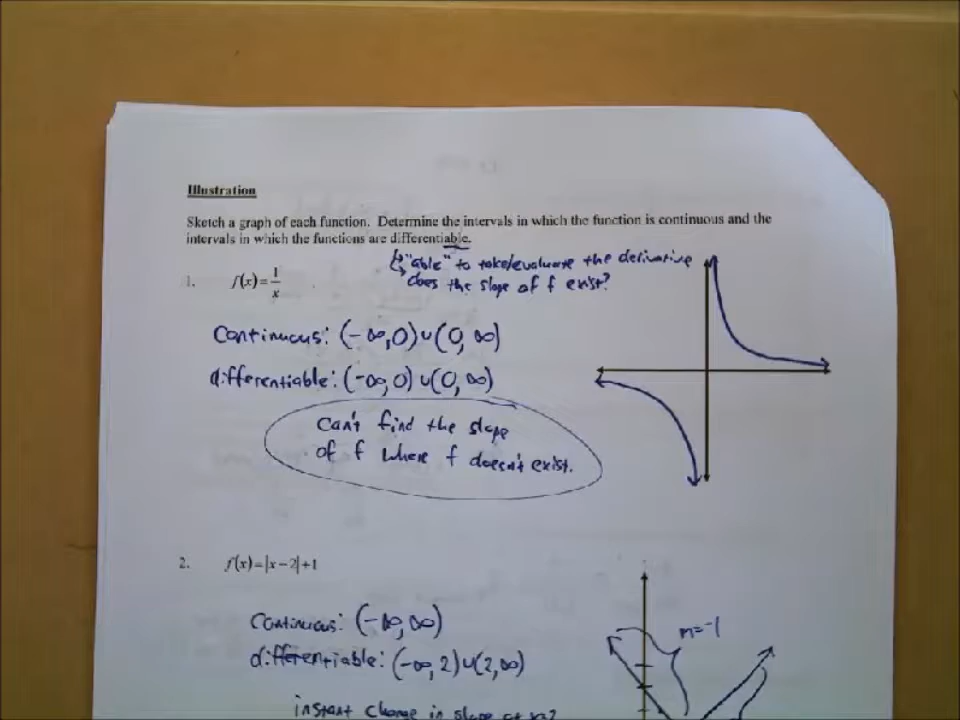 Illustration
Sketch a graph of each function. Determine the intervals in which the function is continuous and the
intervals in which the functions are differentiable.
↳ "able" to take/evaluate the derivative
↳ does the slope of f exist?
1. f(x)=1/x
Continuous: (-∞,0)∪(0,∞)
differentiable: (-∞,0)∪(0,∞)
Can't find the slope
of f where f doesn't exist.
2. f(x)=|x-2|+1
Continuous: (-∞,∞)
m=-1
differentiable: (-∞,2)∪(2,∞)
instant change in slope at x=2